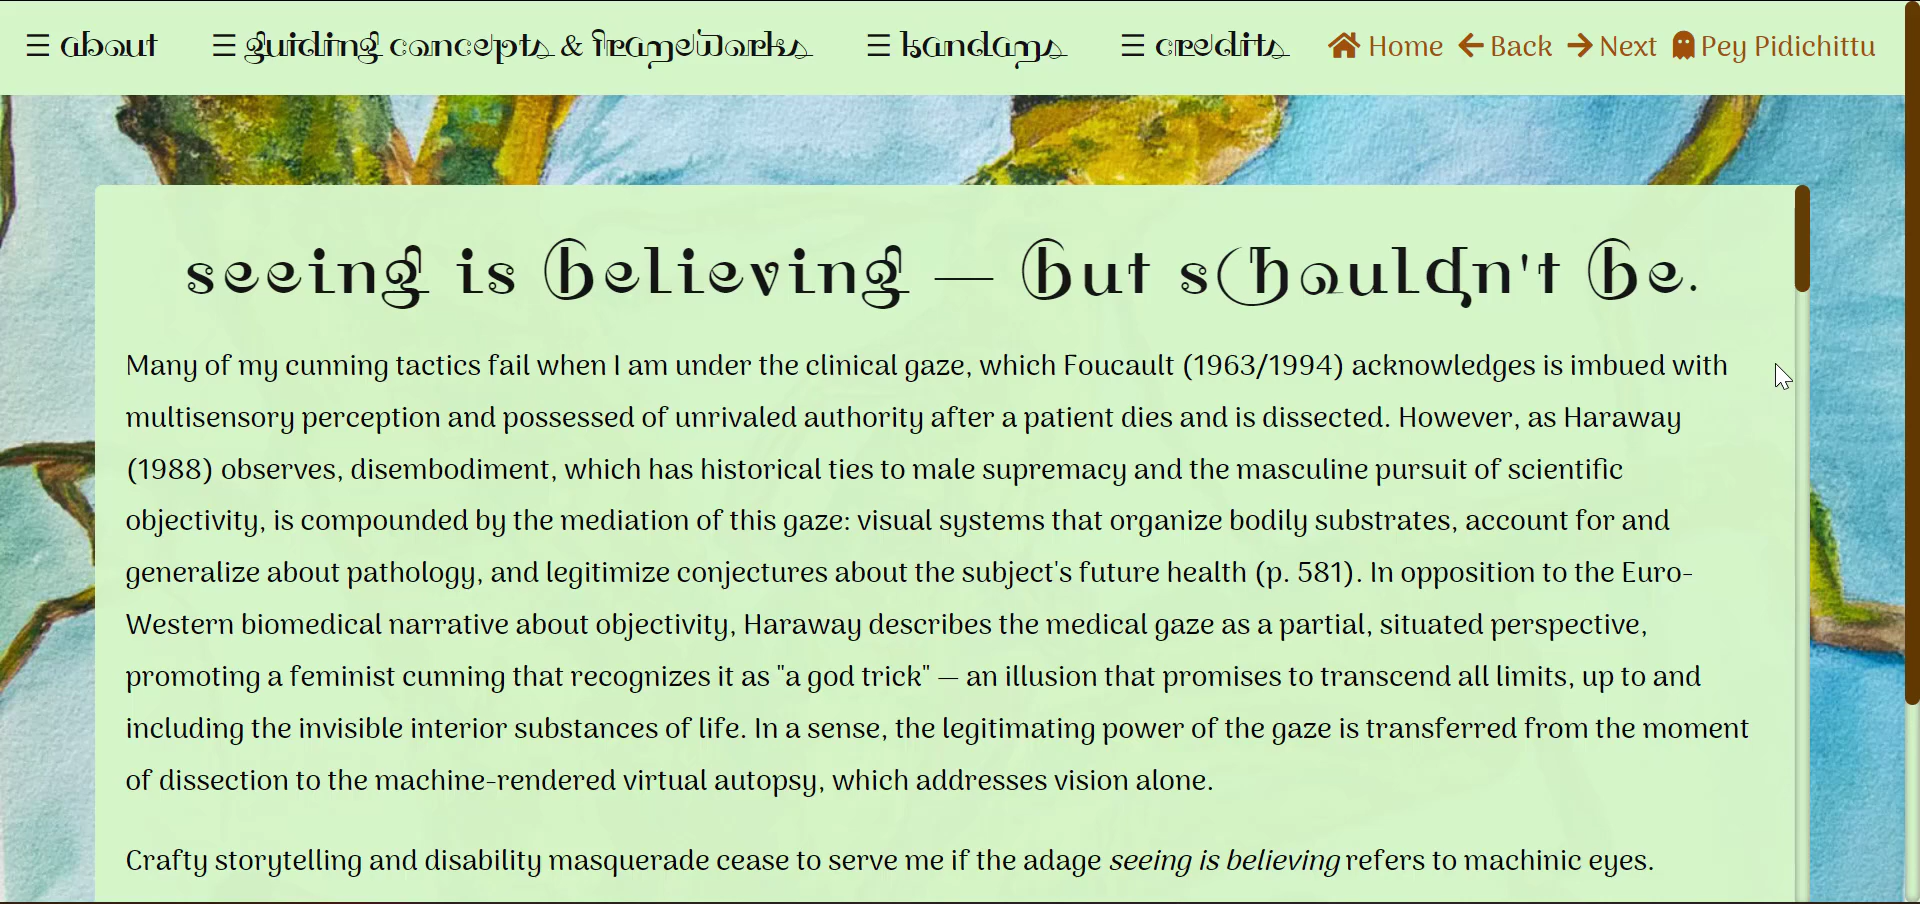 ☰ about ☰ guiding concepts & frameworks ☰ kandams ☰ credits Home Back Next Pey Pidichittu
seeing is believing — but shouldn't be.
Many of my cunning tactics fail when I am under the clinical gaze, which Foucault (1963/1994) acknowledges is imbued with
multisensory perception and possessed of unrivaled authority after a patient dies and is dissected. However, as Haraway
(1988) observes, disembodiment, which has historical ties to male supremacy and the masculine pursuit of scientific
objectivity, is compounded by the mediation of this gaze: visual systems that organize bodily substrates, account for and
generalize about pathology, and legitimize conjectures about the subject's future health (p. 581). In opposition to the Euro-
Western biomedical narrative about objectivity, Haraway describes the medical gaze as a partial, situated perspective,
promoting a feminist cunning that recognizes it as "a god trick" — an illusion that promises to transcend all limits, up to and
including the invisible interior substances of life. In a sense, the legitimating power of the gaze is transferred from the moment
of dissection to the machine-rendered virtual autopsy, which addresses vision alone.
Crafty storytelling and disability masquerade cease to serve me if the adage seeing is believing refers to machinic eyes.